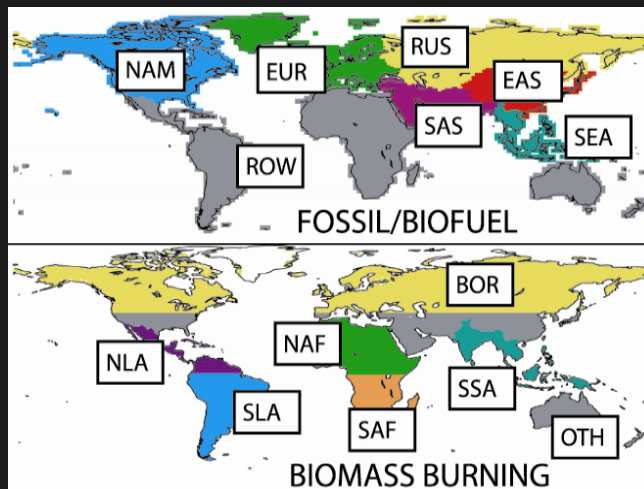 RUS
NAM
EUR
EAS
SAS
SEA
ROW
FOSSIL/BIOFUEL
BOR
NAF
NLA
SSA
SLA
SAF
OTH
BIOMASS BURNING